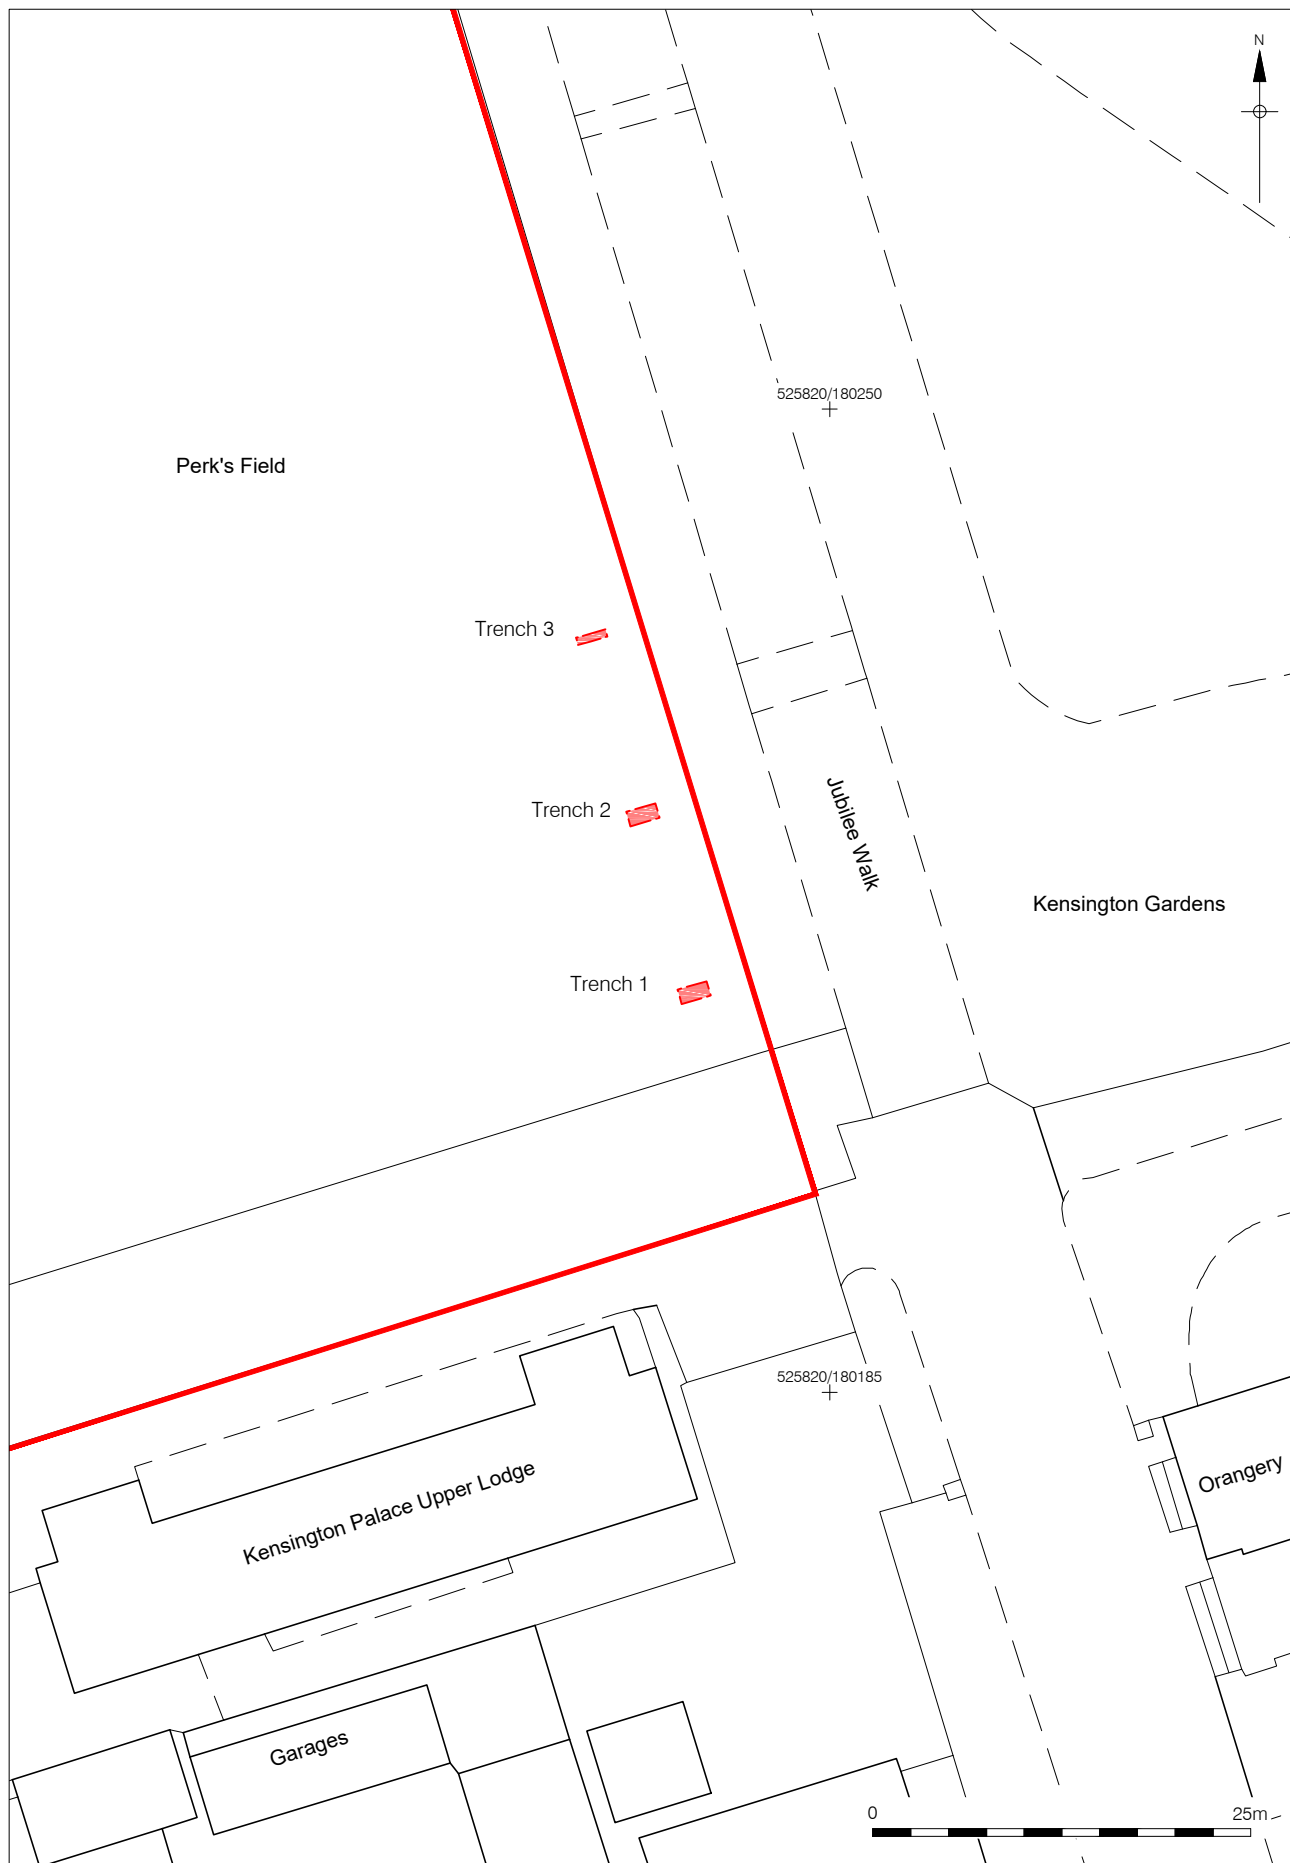 N
525820/180250
Perk's Field
Trench 3
Trench 2
Jubilee Walk
Kensington Gardens
Trench 1
525820/180185
Kensington Palace Upper Lodge
Orangery
Garages
0 25m